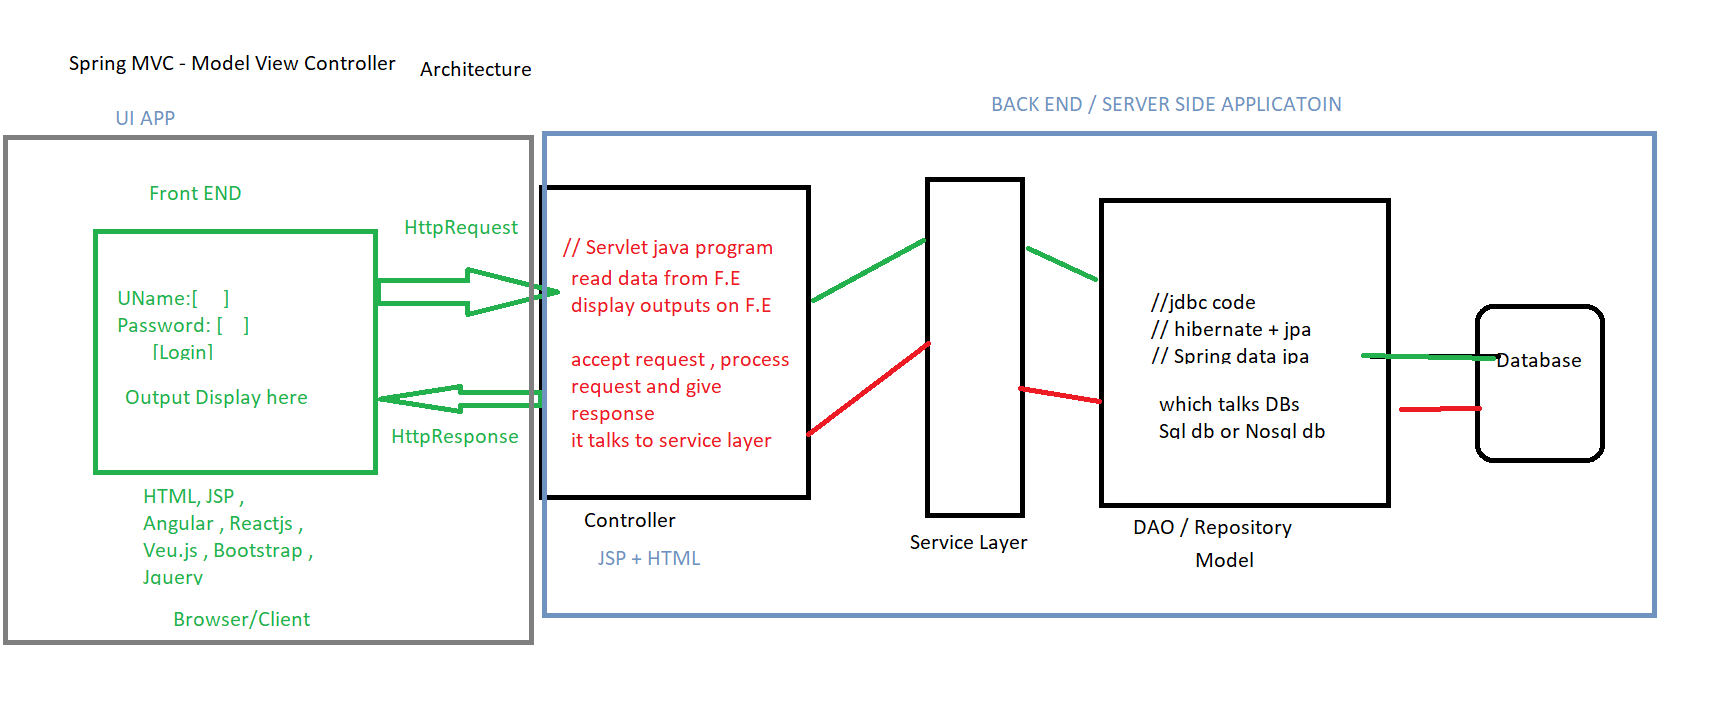 Spring MVC - Model View Controller Architecture
UI APP
BACK END / SERVER SIDE APPLICATOIN
Front END
HttpRequest
UName:[ ]
Password: [ ]
[Login]
Output Display here
HttpResponse
HTML, JSP ,
Angular , Reactjs ,
Veu.js , Bootstrap ,
Jquery
Browser/Client
// Servlet java program
read data from F.E
display outputs on F.E
accept request , process
request and give
response
it talks to service layer
Controller
JSP + HTML
Service Layer
//jdbc code
// hibernate + jpa
// Spring data jpa
which talks DBs
Sql db or Nosql db
DAO / Repository
Model
Database